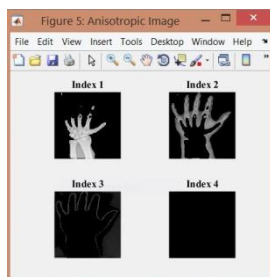 Figure 5: Anisotropic Image
File Edit View Insert Tools Desktop Window Help
Index 1 Index 2
Index 3 Index 4